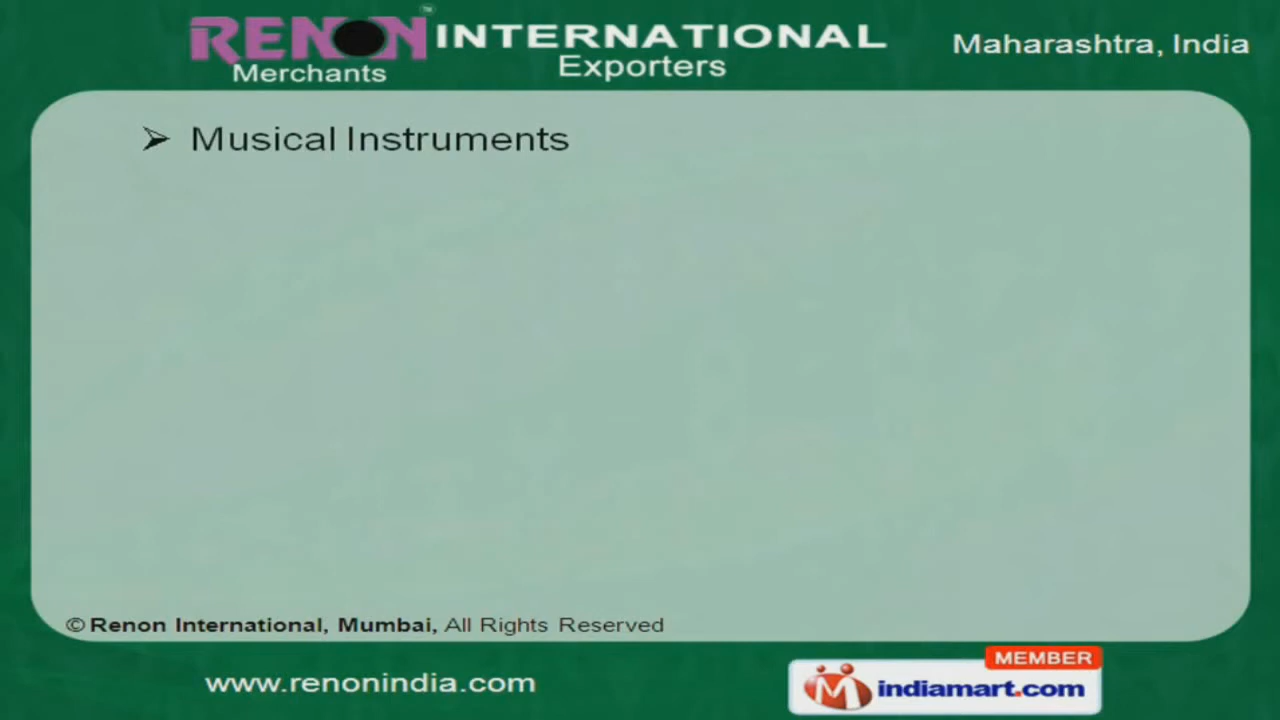 RENON INTERNATIONAL
Merchants Exporters
Maharashtra, India
➢ Musical Instruments
© Renon International, Mumbai, All Rights Reserved
www.renonindia.com
MEMBER
indiamart.com